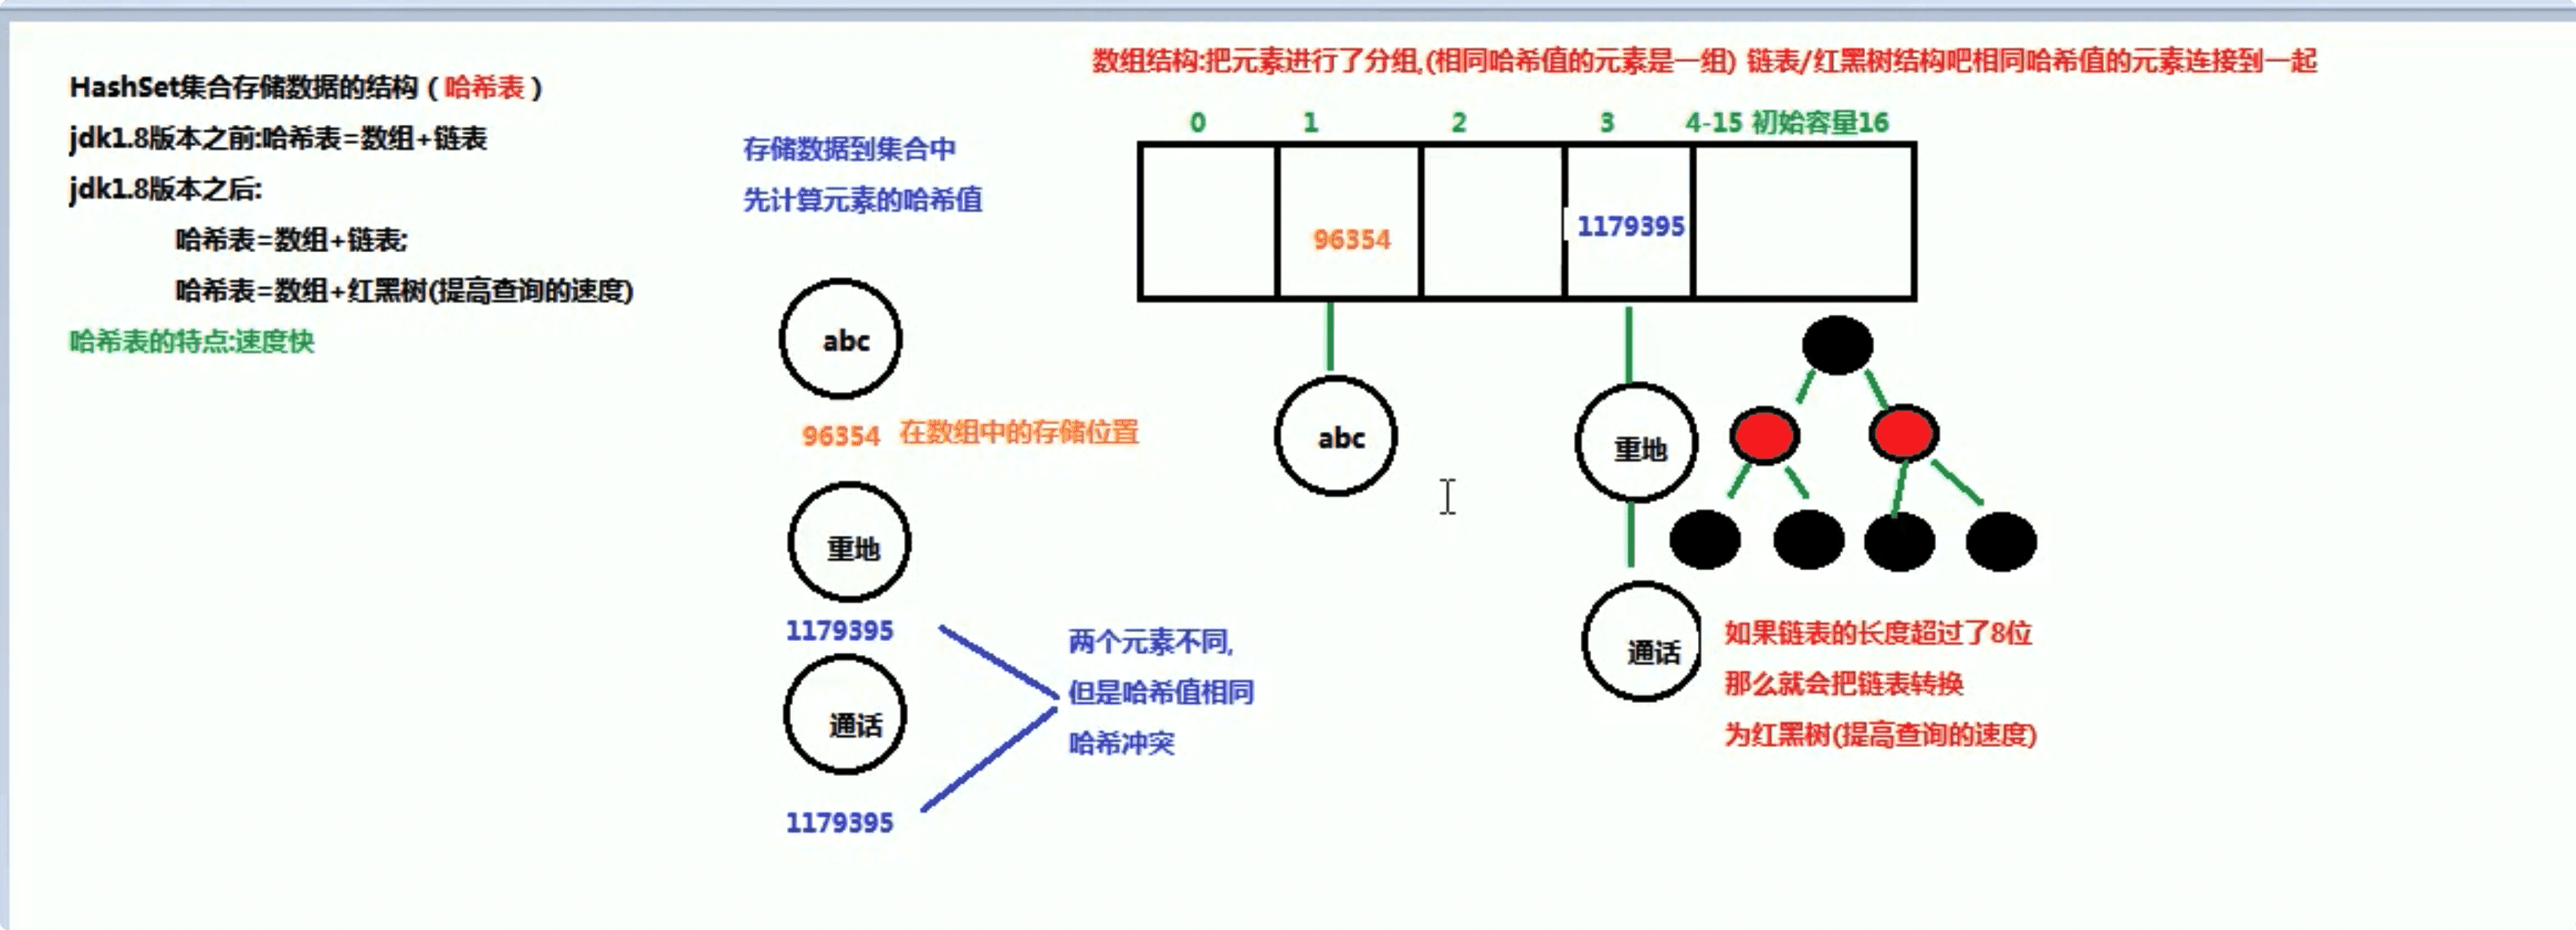 HashSet集合存储数据的结构（哈希表）
jdk1.8版本之前:哈希表=数组+链表
jdk1.8版本之后:
哈希表=数组+链表;
哈希表=数组+红黑树(提高查询的速度)
哈希表的特点:速度快
存储数据到集合中
先计算元素的哈希值
abc
96354 在数组中的存储位置
重地
1179395
通话
1179395
两个元素不同,
但是哈希值相同
哈希冲突
数组结构:把元素进行了分组,(相同哈希值的元素是一组) 链表/红黑树结构吧相同哈希值的元素连接到一起
0 1 2 3 4-15 初始容量16
96354 1179395
abc
重地
通话
如果链表的长度超过了8位
那么就会把链表转换
为红黑树(提高查询的速度)